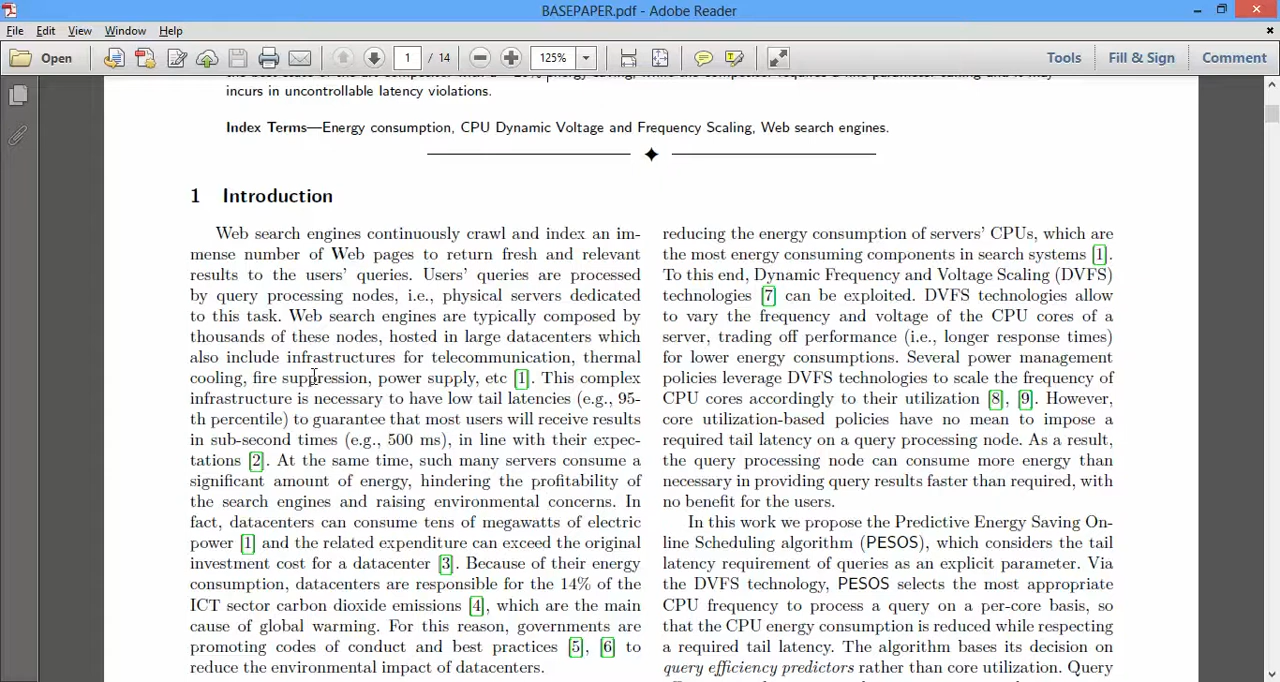 BASEPAPER.pdf - Adobe Reader
File Edit View Window Help
Open 1 / 14 125% Tools Fill & Sign Comment
incurs in uncontrollable latency violations.
Index Terms—Energy consumption, CPU Dynamic Voltage and Frequency Scaling, Web search engines.
1 Introduction
Web search engines continuously crawl and index an im-
mense number of Web pages to return fresh and relevant
results to the users' queries. Users' queries are processed
by query processing nodes, i.e., physical servers dedicated
to this task. Web search engines are typically composed by
thousands of these nodes, hosted in large datacenters which
also include infrastructures for telecommunication, thermal
cooling, fire suppression, power supply, etc [1]. This complex
infrastructure is necessary to have low tail latencies (e.g., 95-
th percentile) to guarantee that most users will receive results
in sub-second times (e.g., 500 ms), in line with their expec-
tations [2]. At the same time, such many servers consume a
significant amount of energy, hindering the profitability of
the search engines and raising environmental concerns. In
fact, datacenters can consume tens of megawatts of electric
power [1] and the related expenditure can exceed the original
investment cost for a datacenter [3]. Because of their energy
consumption, datacenters are responsible for the 14% of the
ICT sector carbon dioxide emissions [4], which are the main
cause of global warming. For this reason, governments are
promoting codes of conduct and best practices [5], [6] to
reduce the environmental impact of datacenters.
reducing the energy consumption of servers' CPUs, which are
the most energy consuming components in search systems [1].
To this end, Dynamic Frequency and Voltage Scaling (DVFS)
technologies [7] can be exploited. DVFS technologies allow
to vary the frequency and voltage of the CPU cores of a
server, trading off performance (i.e., longer response times)
for lower energy consumptions. Several power management
policies leverage DVFS technologies to scale the frequency of
CPU cores accordingly to their utilization [8], [9]. However,
core utilization-based policies have no mean to impose a
required tail latency on a query processing node. As a result,
the query processing node can consume more energy than
necessary in providing query results faster than required, with
no benefit for the users.
In this work we propose the Predictive Energy Saving On-
line Scheduling algorithm (PESOS), which considers the tail
latency requirement of queries as an explicit parameter. Via
the DVFS technology, PESOS selects the most appropriate
CPU frequency to process a query on a per-core basis, so
that the CPU energy consumption is reduced while respecting
a required tail latency. The algorithm bases its decision on
query efficiency predictors rather than core utilization. Query